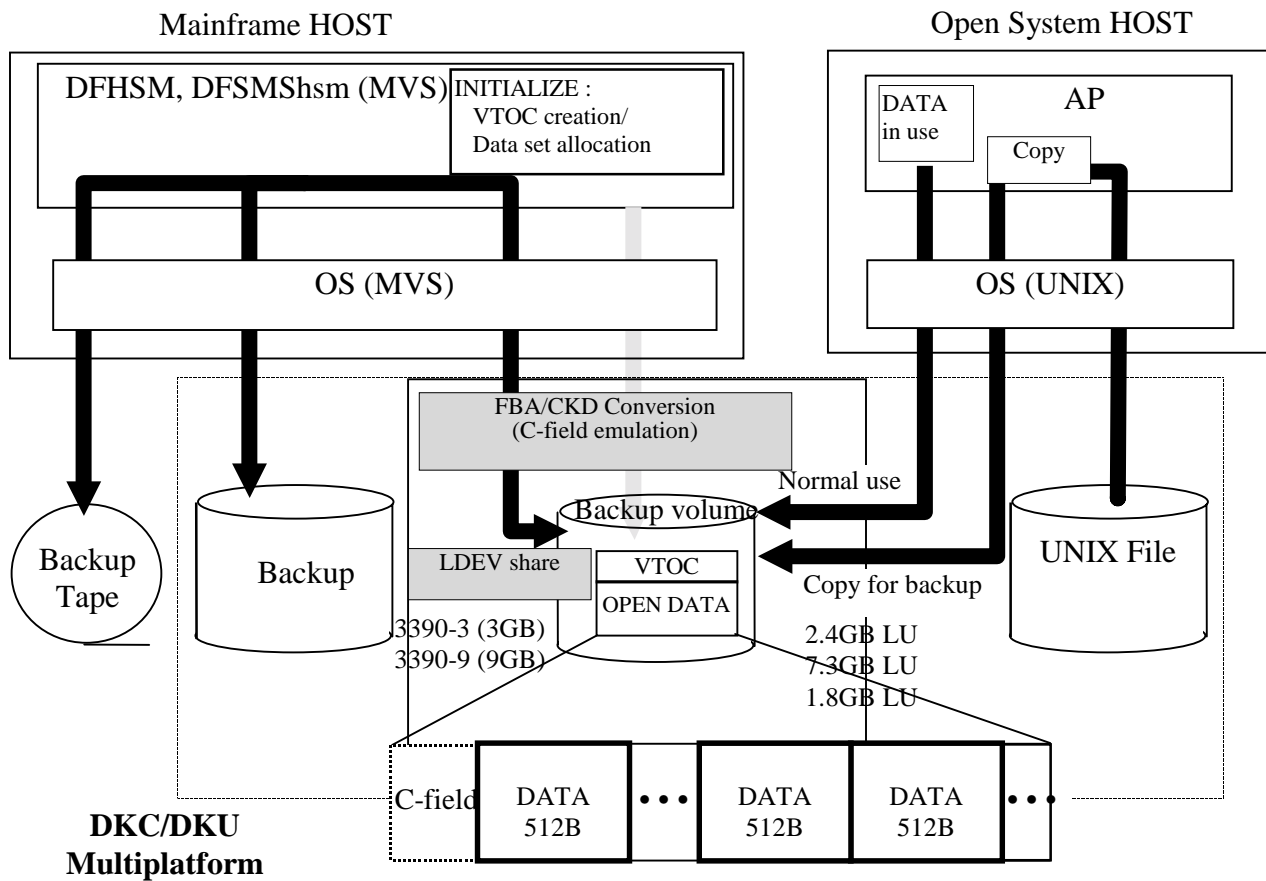 Mainframe HOST
Open System HOST
DFHSM, DFSMShsm (MVS)
INITIALIZE :
VTOC creation/
Data set allocation
DATA
in use
AP
Copy
OS (MVS)
OS (UNIX)
FBA/CKD Conversion
(C-field emulation)
Normal use
Backup volume
Backup
Tape
Backup
LDEV share
VTOC
OPEN DATA
Copy for backup
UNIX File
3390-3 (3GB)
3390-9 (9GB)
2.4GB LU
7.3GB LU
1.8GB LU
C-field
DATA
512B
• • •
DATA
512B
DATA
512B
• • •
DKC/DKU
Multiplatform